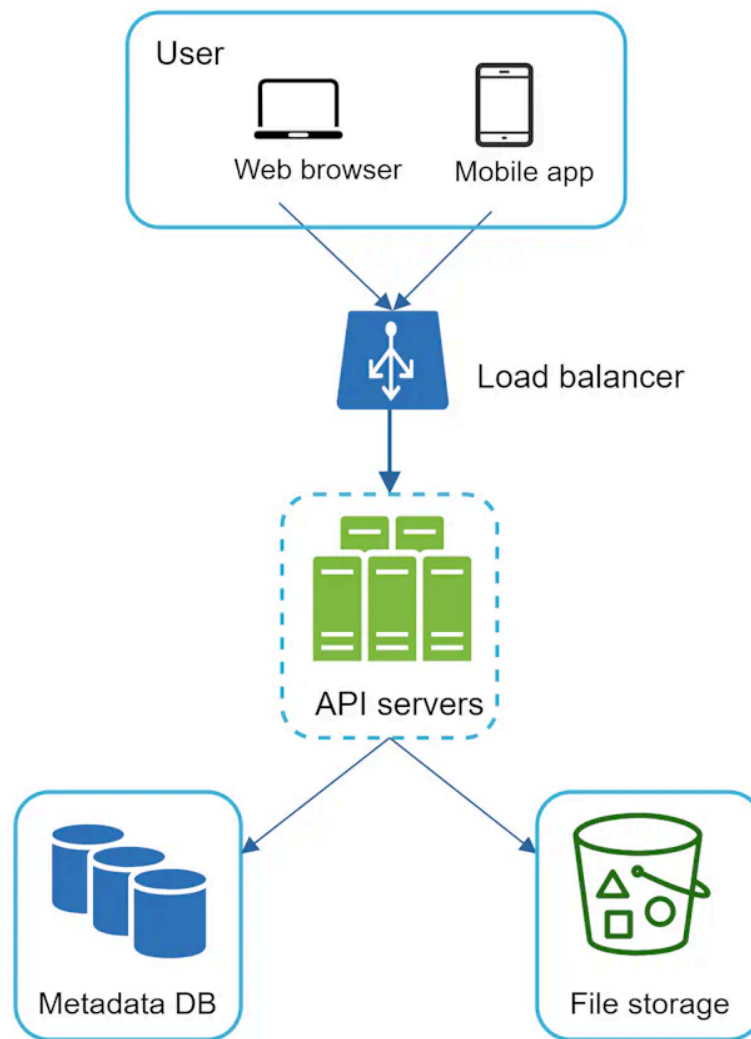 User
Web browser
Mobile app
Load balancer
API servers
Metadata DB
File storage